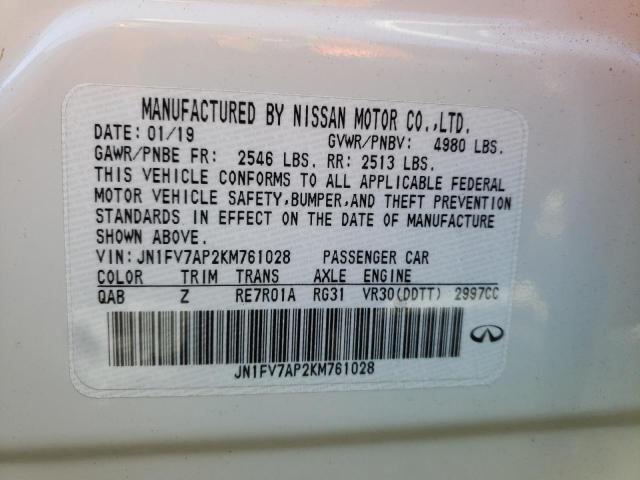 MANUFACTURED BY NISSAN MOTOR CO.,LTD.
DATE: 01/19 GVWR/PNBV: 4980 LBS.
GAWR/PNBE FR: 2546 LBS. RR: 2513 LBS.
THIS VEHICLE CONFORMS TO ALL APPLICABLE FEDERAL
MOTOR VEHICLE SAFETY,BUMPER,AND THEFT PREVENTION
STANDARDS IN EFFECT ON THE DATE OF MANUFACTURE
SHOWN ABOVE.
VIN: JN1FV7AP2KM761028 PASSENGER CAR
COLOR TRIM TRANS AXLE ENGINE
QAB Z RE7R01A RG31 VR30(DDTT) 2997CC
JN1FV7AP2KM761028